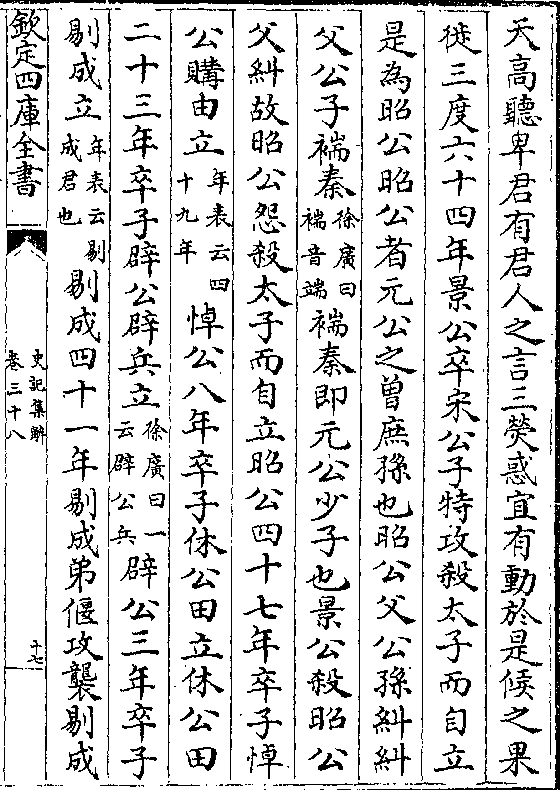 天高聽卑君有君人之言三熒惑宜有動於是候之果
徙三度六十四年景公卒宋公子特攻殺太子而自立
是為昭公昭公者元公之曽庶孫也昭公父公孫糾糾
父公子褍秦徐廣曰褍音端褍秦即元公少子也景公殺昭公
父糾故昭公怨殺太子而自立昭公四十七年卒子悼
公購由立年表云四十九年悼公八年卒子休公田立休公田
二十三年卒子辟公辟兵立徐廣曰一云辟公兵辟公三年卒子
剔成立年表云剔成君也剔成四十一年剔成弟偃攻襲剔成
欽定四庫全書
史記集解
卷三十八
十七